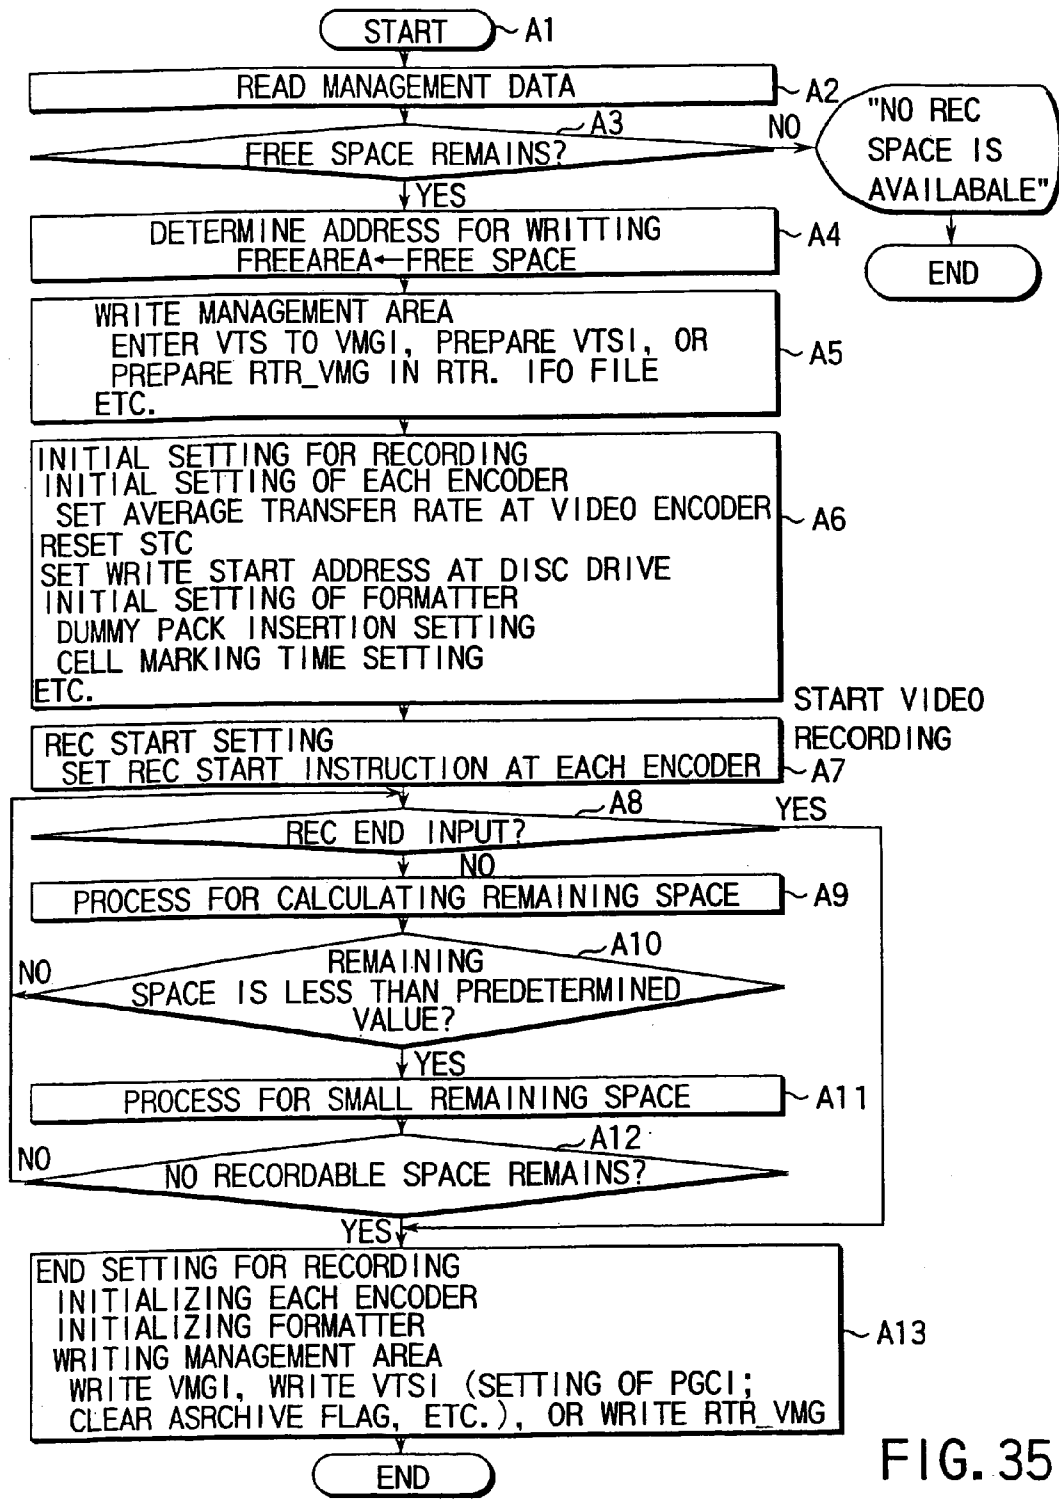 START
A1
READ MANAGEMENT DATA
A2
A3
FREE SPACE REMAINS?
NO
"NO REC
SPACE IS
AVAILABALE"
END
YES
DETERMINE ADDRESS FOR WRITTING
FREEAREA←FREE SPACE
A4
WRITE MANAGEMENT AREA
ENTER VTS TO VMGI, PREPARE VTSI, OR
PREPARE RTR_VMG IN RTR. IFO FILE
ETC.
A5
INITIAL SETTING FOR RECORDING
INITIAL SETTING OF EACH ENCODER
SET AVERAGE TRANSFER RATE AT VIDEO ENCODER
RESET STC
SET WRITE START ADDRESS AT DISC DRIVE
INITIAL SETTING OF FORMATTER
DUMMY PACK INSERTION SETTING
CELL MARKING TIME SETTING
ETC.
A6
START VIDEO
RECORDING
REC START SETTING
SET REC START INSTRUCTION AT EACH ENCODER
A7
A8
REC END INPUT?
YES
NO
PROCESS FOR CALCULATING REMAINING SPACE
A9
A10
REMAINING
SPACE IS LESS THAN PREDETERMINED
VALUE?
NO
YES
PROCESS FOR SMALL REMAINING SPACE
A11
A12
NO RECORDABLE SPACE REMAINS?
NO
YES
END SETTING FOR RECORDING
INITIALIZING EACH ENCODER
INITIALIZING FORMATTER
WRITING MANAGEMENT AREA
WRITE VMGI, WRITE VTSI (SETTING OF PGCI;
CLEAR ASRCHIVE FLAG, ETC.), OR WRITE RTR_VMG
A13
END
FIG. 35